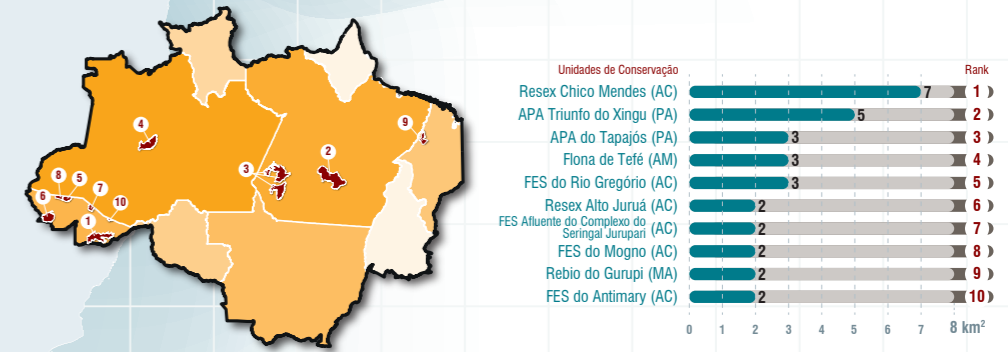 Unidades de Conservação Rank
Resex Chico Mendes (AC) 7 1
APA Triunfo do Xingu (PA) 5 2
APA do Tapajós (PA) 3 3
Flona de Tefé (AM) 3 4
FES do Rio Gregório (AC) 3 5
Resex Alto Juruá (AC) 2 6
FES Afluente do Complexo do
Seringal Jurupari (AC) 2 7
FES do Mogno (AC) 2 8
Rebio do Gurupi (MA) 2 9
FES do Antimary (AC) 2 10
0 1 2 3 4 5 6 7 8 km²
4
9
3
2
8
5
7
6
10
1